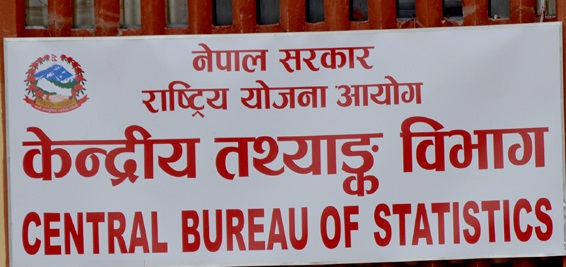 नेपाल सरकार
राष्ट्रिय योजना आयोग
केन्द्रीय तथ्याङ्क विभाग
CENTRAL BUREAU OF STATISTICS